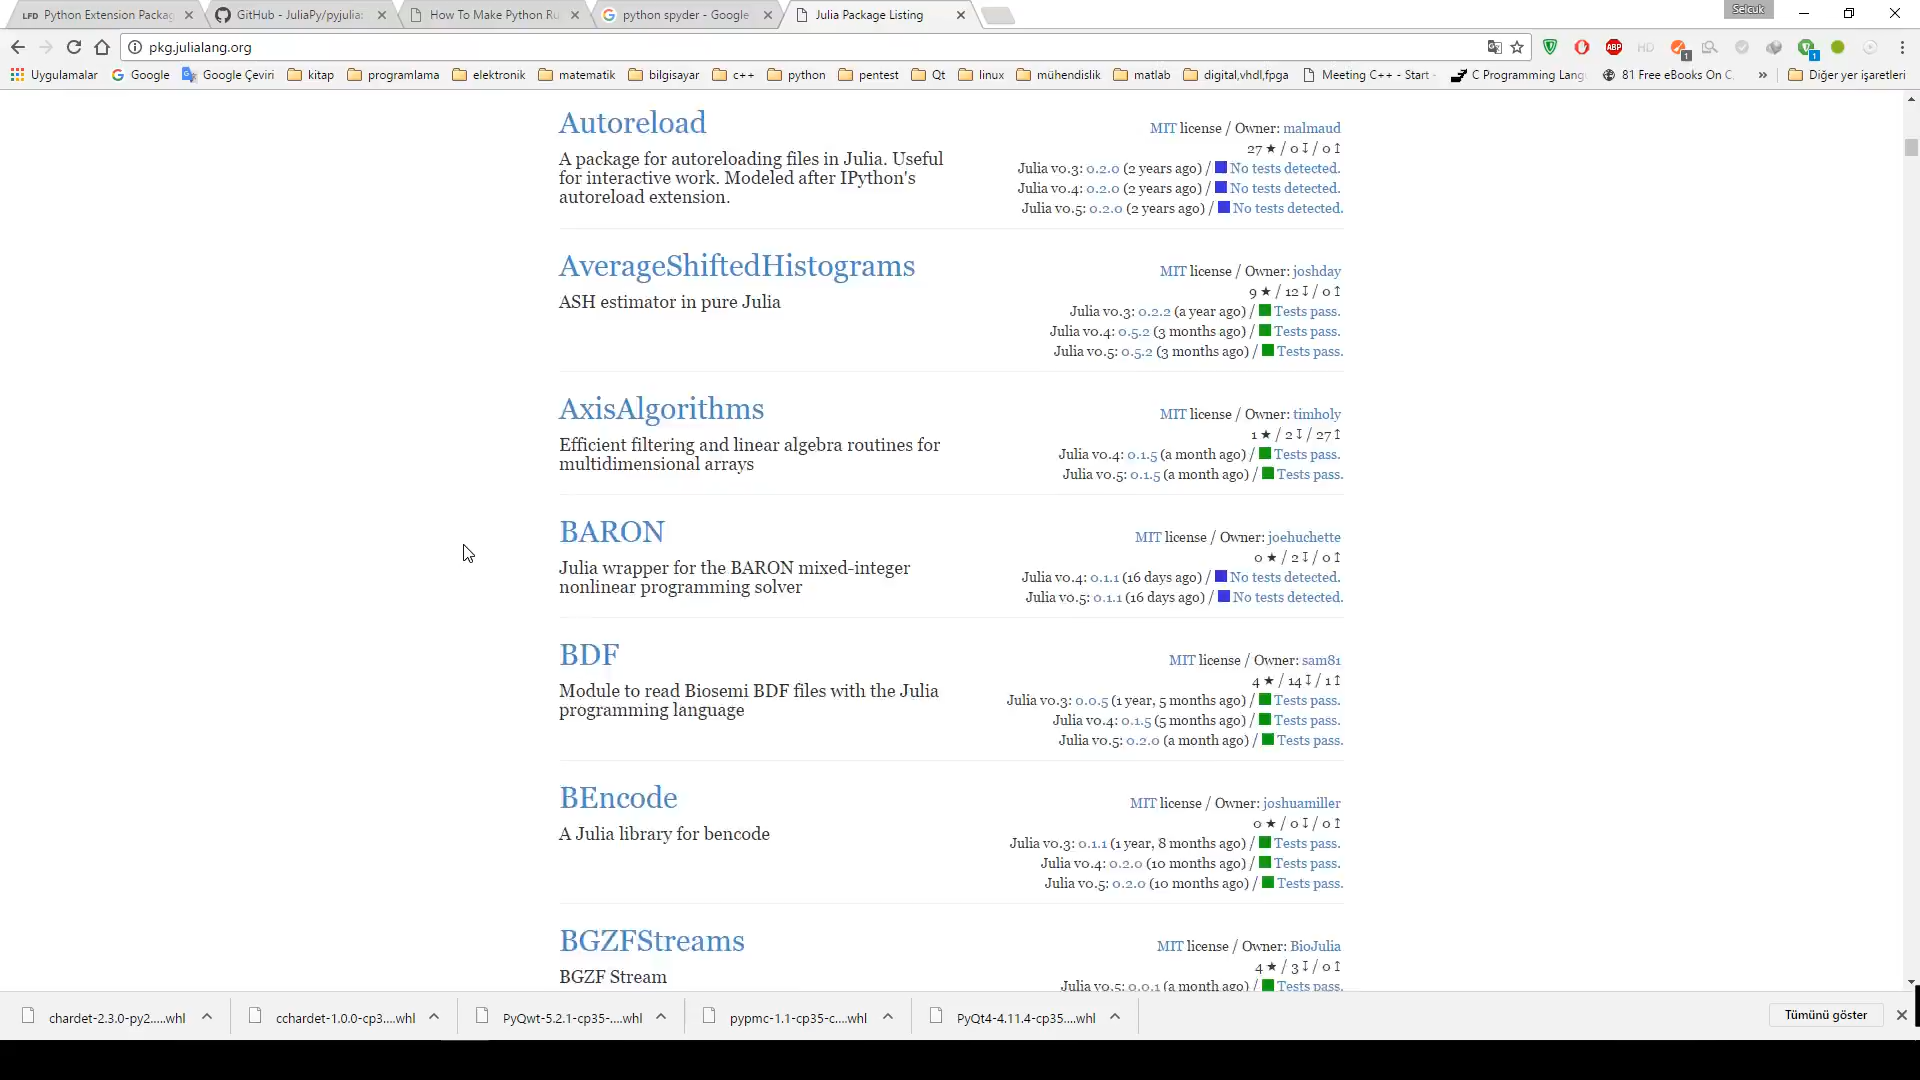 Python Extension Packag
GitHub - JuliaPy/pyjulia:
How To Make Python Ru
python spyder - Google
Julia Package Listing
Selcuk
pkg.julialang.org
Uygulamalar
Google
Google Çeviri
kitap
programlama
elektronik
matematik
bilgisayar
c++
python
pentest
Qt
linux
mühendislik
matlab
digital,vhdl,fpga
Meeting C++ - Start
C Programming Lang
81 Free eBooks On C
Diğer yer işaretleri
Autoreload
MIT license / Owner: malmaud
27 ★ / 0 ↧ / 0 ↥
A package for autoreloading files in Julia. Useful
for interactive work. Modeled after IPython's
autoreload extension.
Julia v0.3: 0.2.0 (2 years ago) / No tests detected.
Julia v0.4: 0.2.0 (2 years ago) / No tests detected.
Julia v0.5: 0.2.0 (2 years ago) / No tests detected.
AverageShiftedHistograms
MIT license / Owner: joshday
9 ★ / 12 ↧ / 0 ↥
ASH estimator in pure Julia
Julia v0.3: 0.2.2 (a year ago) / Tests pass.
Julia v0.4: 0.5.2 (3 months ago) / Tests pass.
Julia v0.5: 0.5.2 (3 months ago) / Tests pass.
AxisAlgorithms
MIT license / Owner: timholy
1 ★ / 2 ↧ / 27 ↥
Efficient filtering and linear algebra routines for
multidimensional arrays
Julia v0.4: 0.1.5 (a month ago) / Tests pass.
Julia v0.5: 0.1.5 (a month ago) / Tests pass.
BARON
MIT license / Owner: joehuchette
0 ★ / 2 ↧ / 0 ↥
Julia wrapper for the BARON mixed-integer
nonlinear programming solver
Julia v0.4: 0.1.1 (16 days ago) / No tests detected.
Julia v0.5: 0.1.1 (16 days ago) / No tests detected.
BDF
MIT license / Owner: sam81
4 ★ / 14 ↧ / 1 ↥
Module to read Biosemi BDF files with the Julia
programming language
Julia v0.3: 0.0.5 (1 year, 5 months ago) / Tests pass.
Julia v0.4: 0.1.5 (5 months ago) / Tests pass.
Julia v0.5: 0.2.0 (a month ago) / Tests pass.
BEncode
MIT license / Owner: joshuamiller
0 ★ / 0 ↧ / 0 ↥
A Julia library for bencode
Julia v0.3: 0.1.1 (1 year, 8 months ago) / Tests pass.
Julia v0.4: 0.2.0 (10 months ago) / Tests pass.
Julia v0.5: 0.2.0 (10 months ago) / Tests pass.
BGZFStreams
MIT license / Owner: BioJulia
4 ★ / 3 ↧ / 0 ↥
BGZF Stream
Julia v0.5: 0.0.1 (a month ago) / Tests pass.
chardet-2.3.0-py2.....whl
cchardet-1.0.0-cp3....whl
PyQwt-5.2.1-cp35-....whl
pypmc-1.1-cp35-c....whl
PyQt4-4.11.4-cp35....whl
Tümünü göster